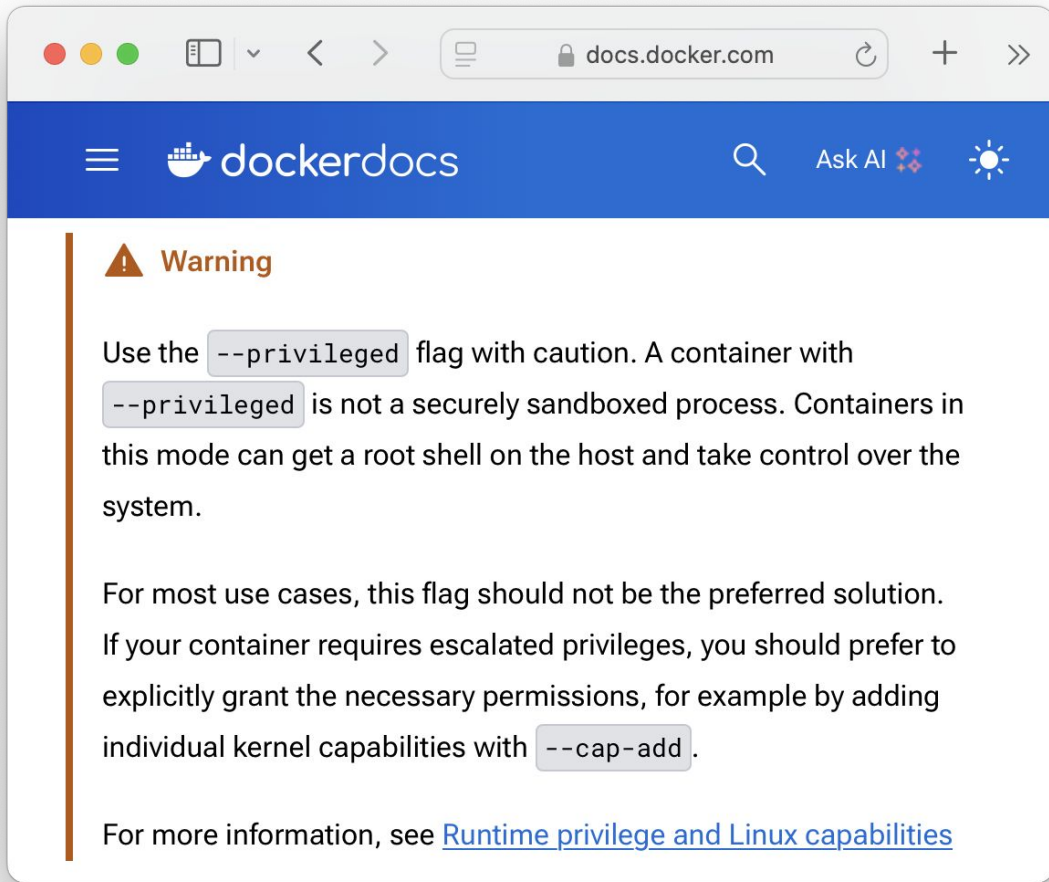 docs.docker.com
dockerdocs
Ask AI
Warning
Use the --privileged flag with caution. A container with
--privileged is not a securely sandboxed process. Containers in
this mode can get a root shell on the host and take control over the
system.
For most use cases, this flag should not be the preferred solution.
If your container requires escalated privileges, you should prefer to
explicitly grant the necessary permissions, for example by adding
individual kernel capabilities with --cap-add.
For more information, see Runtime privilege and Linux capabilities